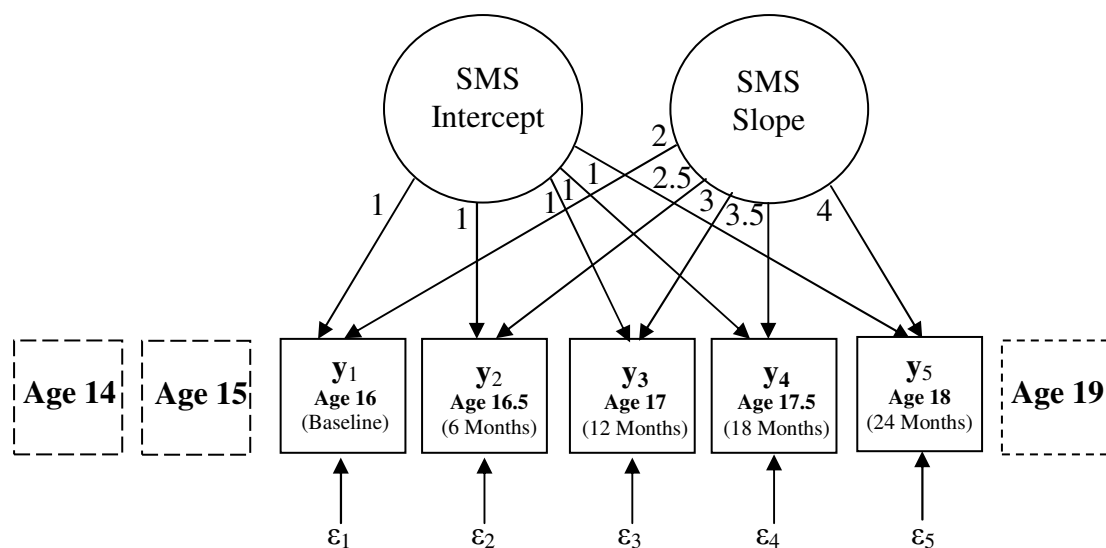 SMS
Intercept
SMS
Slope
2
1
2.5
1
1
1
1
3
3.5
4
Age 14
Age 15
y1
Age 16
(Baseline)
y2
Age 16.5
(6 Months)
y3
Age 17
(12 Months)
y4
Age 17.5
(18 Months)
y5
Age 18
(24 Months)
Age 19
ε1
ε2
ε3
ε4
ε5